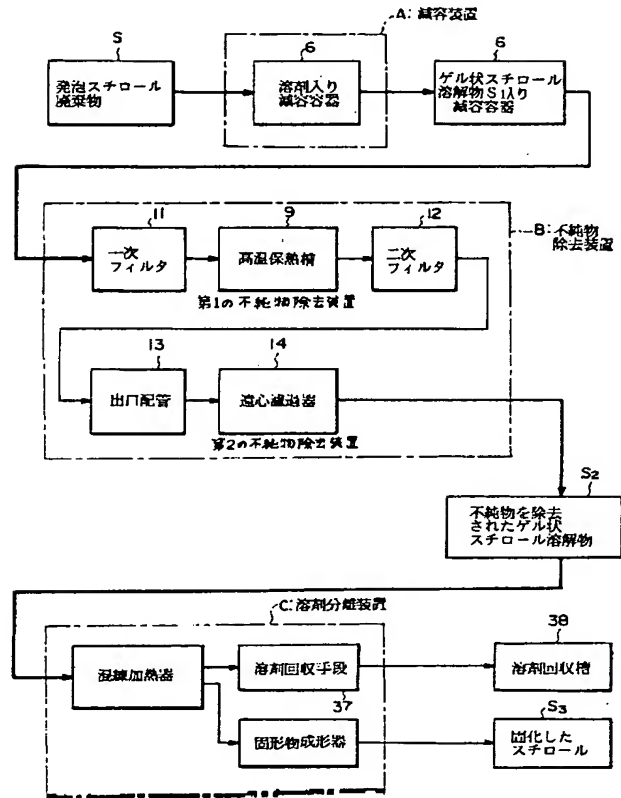 A：減容装置
S
発泡スチロール
廃棄物
6
溶剤入り
減容容器
6
ゲル状スチロール
溶解物S1入り
減容容器
B：不純物
除去装置
11
一次
フィルタ
9
高温保熱槽
12
二次
フィルタ
第1の不純物除去装置
13
出口配管
14
遠心濾過器
第2の不純物除去装置
S2
不純物を除去
されたゲル状
スチロール溶解物
C：溶剤分離装置
混練加熱器
溶剤回収手段
37
38
溶剤回収槽
固形物成形器
S3
固化した
スチロール